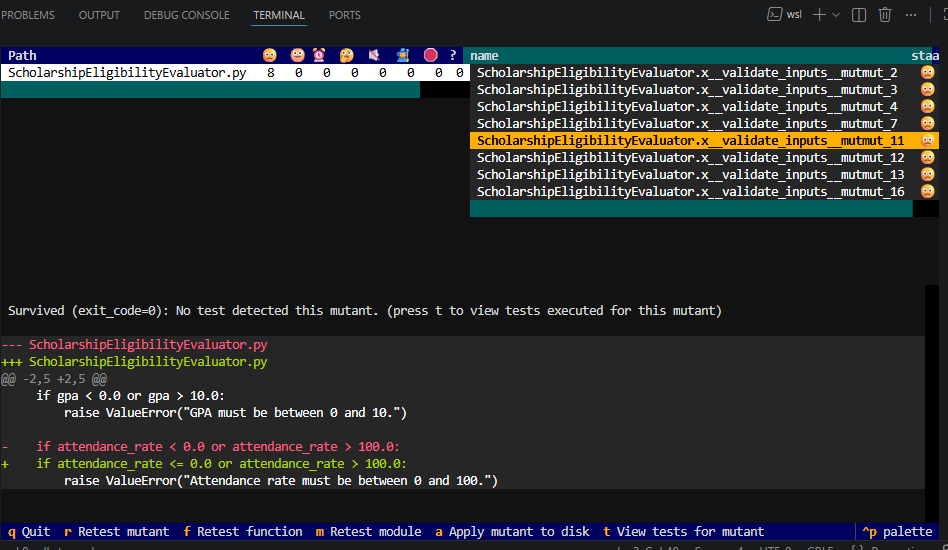 PROBLEMS OUTPUT DEBUG CONSOLE TERMINAL PORTS wsl
Path ? name staa
ScholarshipEligibilityEvaluator.py 8 0 0 0 0 0 0 0
ScholarshipEligibilityEvaluator.x__validate_inputs__mutmut_2
ScholarshipEligibilityEvaluator.x__validate_inputs__mutmut_3
ScholarshipEligibilityEvaluator.x__validate_inputs__mutmut_4
ScholarshipEligibilityEvaluator.x__validate_inputs__mutmut_7
ScholarshipEligibilityEvaluator.x__validate_inputs__mutmut_11
ScholarshipEligibilityEvaluator.x__validate_inputs__mutmut_12
ScholarshipEligibilityEvaluator.x__validate_inputs__mutmut_13
ScholarshipEligibilityEvaluator.x__validate_inputs__mutmut_16
Survived (exit_code=0): No test detected this mutant. (press t to view tests executed for this mutant)
--- ScholarshipEligibilityEvaluator.py
+++ ScholarshipEligibilityEvaluator.py
@@ -2,5 +2,5 @@
if gpa < 0.0 or gpa > 10.0:
raise ValueError("GPA must be between 0 and 10.")
- if attendance_rate < 0.0 or attendance_rate > 100.0:
+ if attendance_rate <= 0.0 or attendance_rate > 100.0:
raise ValueError("Attendance rate must be between 0 and 100.")
q Quit r Retest mutant f Retest function m Retest module a Apply mutant to disk t View tests for mutant ^p palette